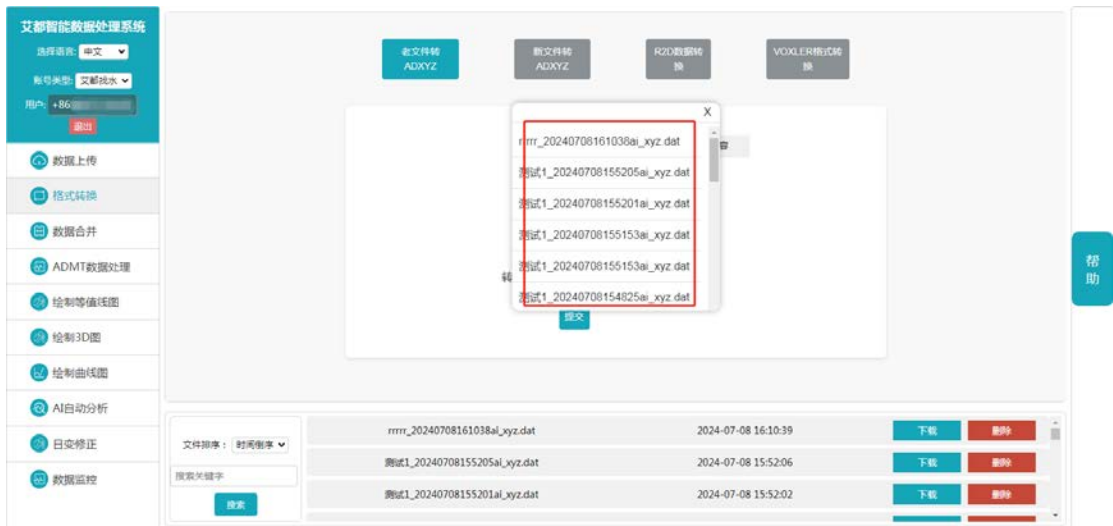 艾都智能数据处理系统
选择语言: 中文
账号类型: 艾都找水
用户: +86
退出
数据上传
格式转换
数据合并
ADMT数据处理
绘制等值线图
绘制3D图
绘制曲线图
AI自动分析
日变修正
数据监控
老文件转
ADXYZ
新文件转
ADXYZ
R2D数据转
换
VOXLER格式转
换
X
rrrrr_20240708161038ai_xyz.dat
容
测试1_20240708155205ai_xyz.dat
测试1_20240708155201ai_xyz.dat
测试1_20240708155153ai_xyz.dat
测试1_20240708155153ai_xyz.dat
转
测试1_20240708154825ai_xyz.dat
提交
帮
助
文件排序: 时间倒序
搜索关键字
搜索
rrrrr_20240708161038ai_xyz.dat 2024-07-08 16:10:39 下载 删除
测试1_20240708155205ai_xyz.dat 2024-07-08 15:52:06 下载 删除
测试1_20240708155201ai_xyz.dat 2024-07-08 15:52:02 下载 删除